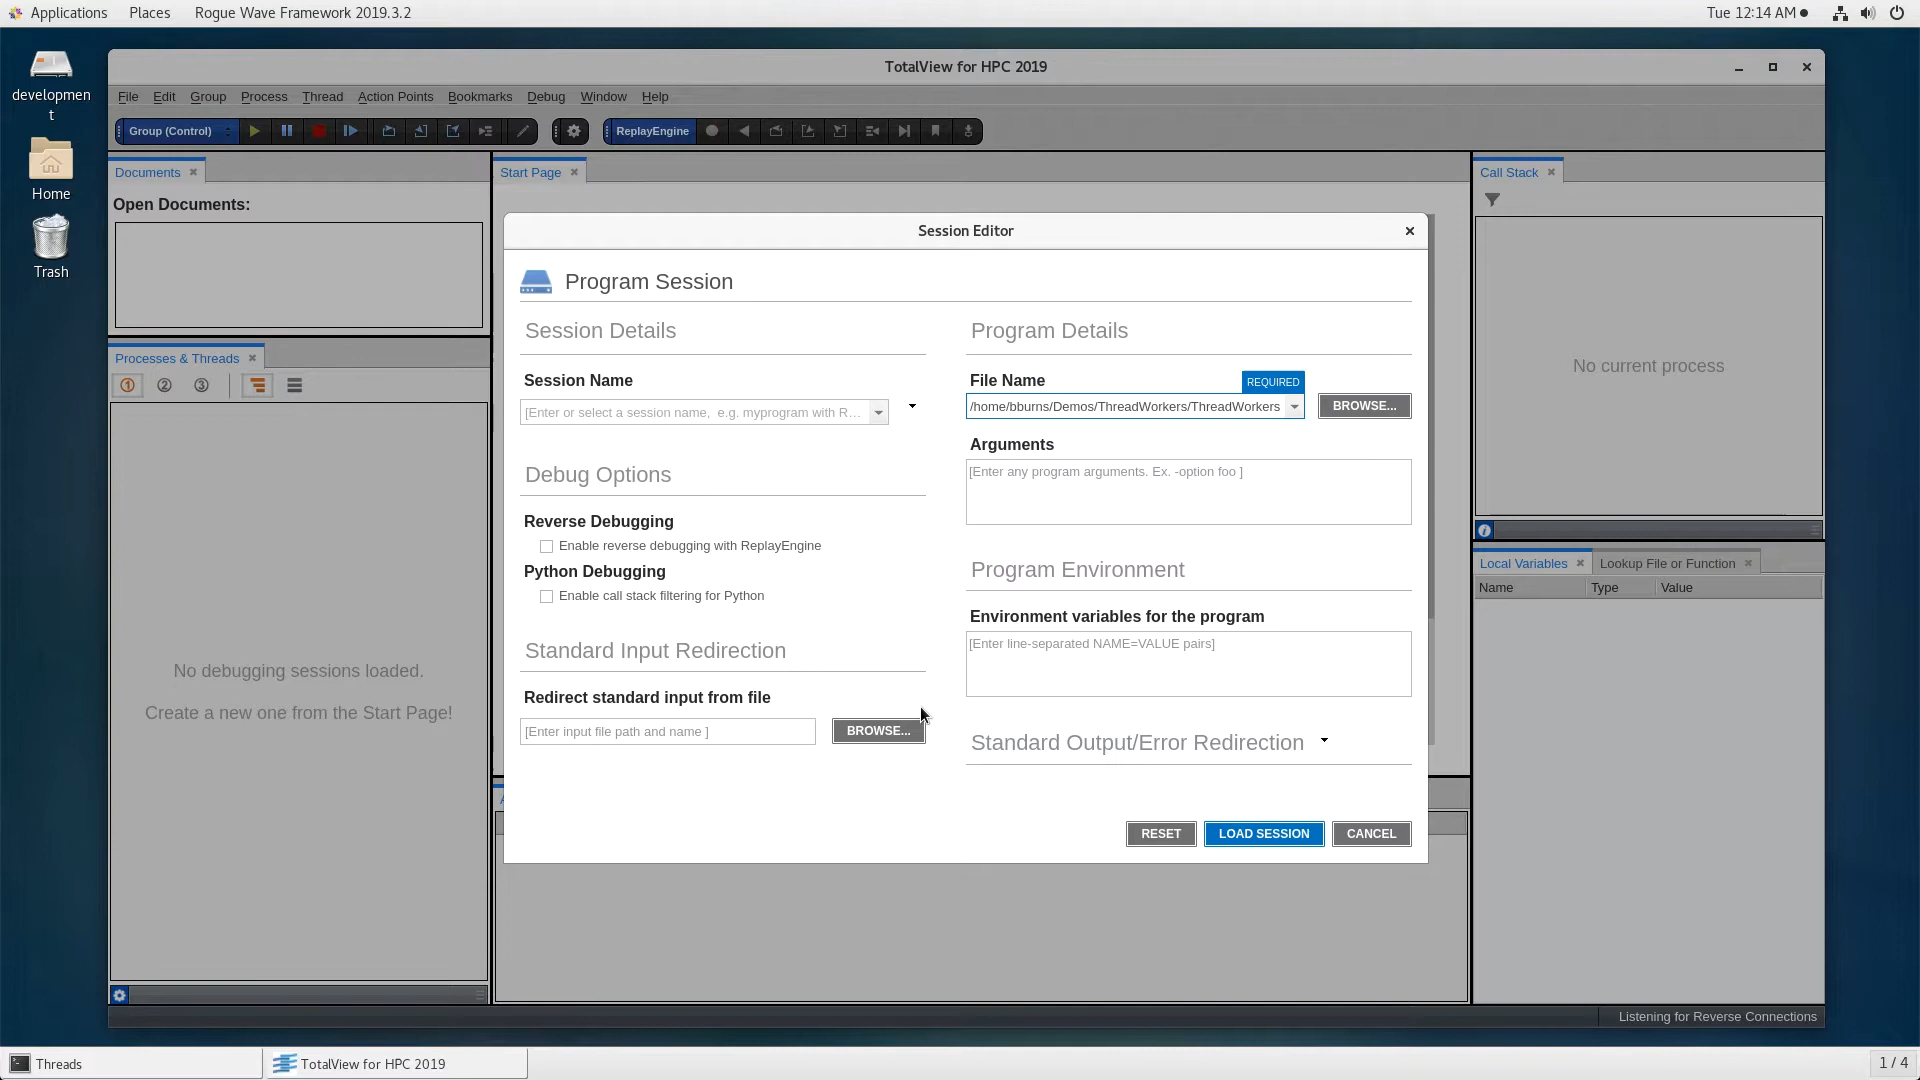 Applications Places Rogue Wave Framework 2019.3.2 Tue 12:14 AM
developmen
t
Home
Trash
TotalView for HPC 2019
File Edit Group Process Thread Action Points Bookmarks Debug Window Help
Group (Control) ReplayEngine
Documents
Open Documents:
Processes & Threads
1 2 3
No debugging sessions loaded.
Create a new one from the Start Page!
Start Page
Session Editor
Program Session
Session Details
Session Name
[Enter or select a session name, e.g. myprogram with R...
Debug Options
Reverse Debugging
Enable reverse debugging with ReplayEngine
Python Debugging
Enable call stack filtering for Python
Standard Input Redirection
Redirect standard input from file
[Enter input file path and name ] BROWSE...
Program Details
File Name REQUIRED
/home/bburns/Demos/ThreadWorkers/ThreadWorkers BROWSE...
Arguments
[Enter any program arguments. Ex. -option foo ]
Program Environment
Environment variables for the program
[Enter line-separated NAME=VALUE pairs]
Standard Output/Error Redirection
RESET LOAD SESSION CANCEL
Call Stack
No current process
Local Variables Lookup File or Function
Name Type Value
Listening for Reverse Connections
Threads TotalView for HPC 2019 1 / 4